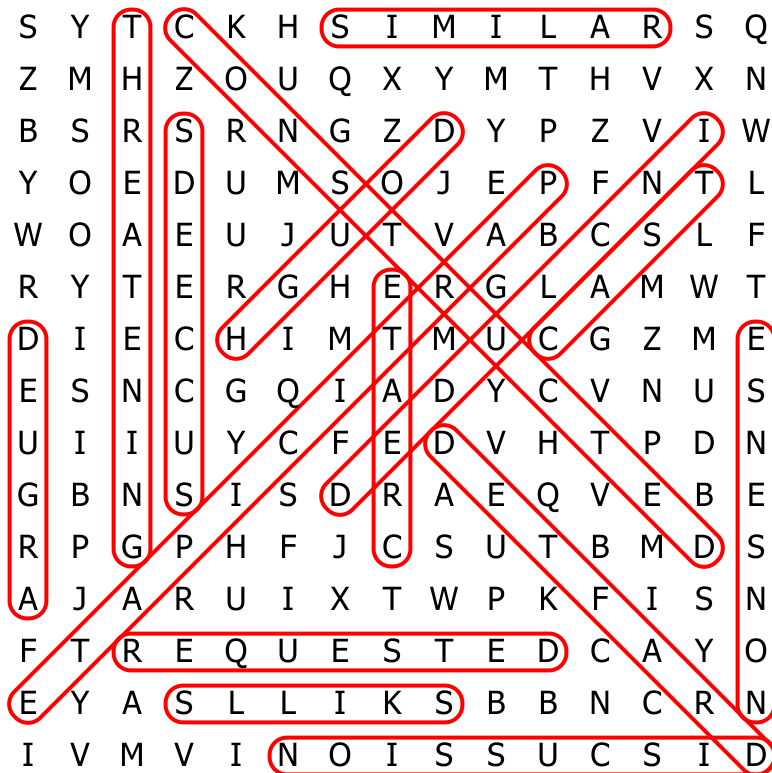 S Y T C K H S I M I L A R S Q
Z M H Z O U Q X Y M T H V X N
B S R S R N G Z D Y P Z V I W
Y O E D U M S O J E P F N T L
W O A E U J U T V A B C S L F
R Y T E R G H E R G L A M W T
D I E C H I M T M U C G Z M E
E S N C G Q I A D Y C V N U S
U I I U Y C F E D V H T P D N
G B N S I S D R A E Q V E B E
R P G P H F J C S U T B M D S
A J A R U I X T W P K F I S N
F T R E Q U E S T E D C A Y O
E Y A S L L I K S B B N C R N
I V M V I N O I S S U C S I D